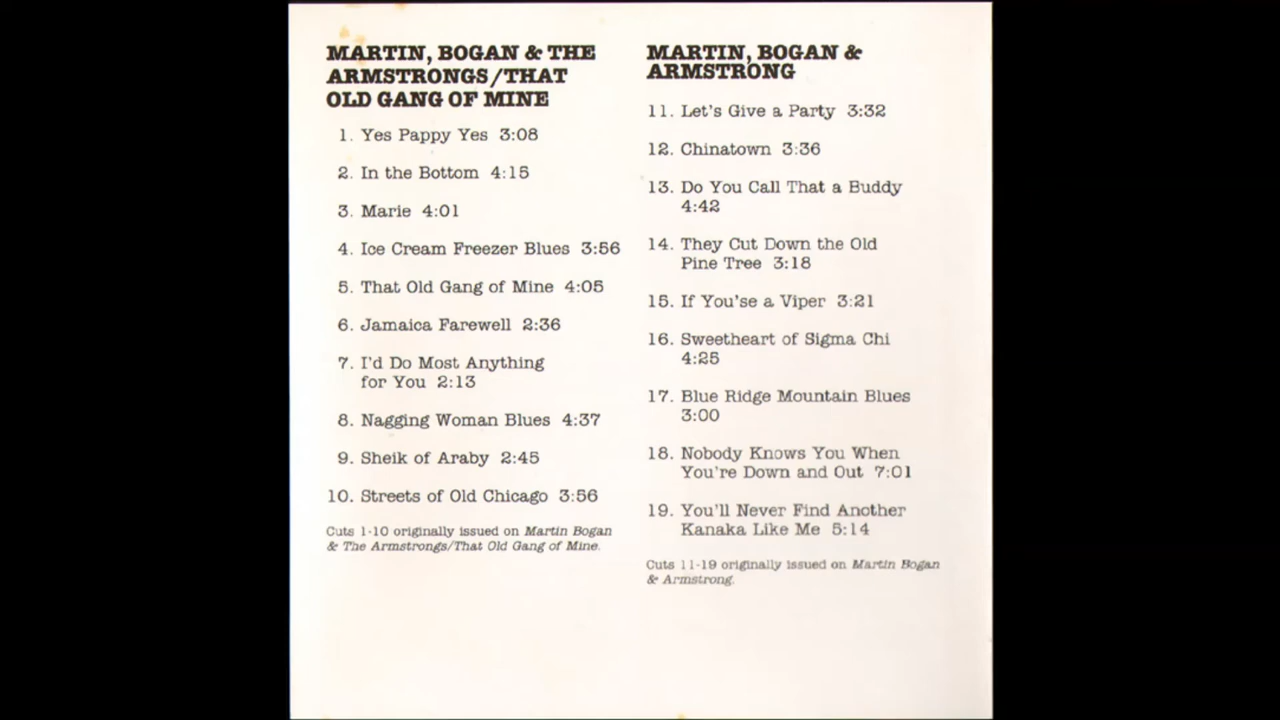 MARTIN, BOGAN & THE
ARMSTRONGS/THAT
OLD GANG OF MINE
1. Yes Pappy Yes 3:08
2. In the Bottom 4:15
3. Marie 4:01
4. Ice Cream Freezer Blues 3:56
5. That Old Gang of Mine 4:05
6. Jamaica Farewell 2:36
7. I'd Do Most Anything
for You 2:13
8. Nagging Woman Blues 4:37
9. Sheik of Araby 2:45
10. Streets of Old Chicago 3:56
Cuts 1-10 originally issued on Martin Bogan
& The Armstrongs/That Old Gang of Mine.
MARTIN, BOGAN &
ARMSTRONG
11. Let's Give a Party 3:32
12. Chinatown 3:36
13. Do You Call That a Buddy
4:42
14. They Cut Down the Old
Pine Tree 3:18
15. If You'se a Viper 3:21
16. Sweetheart of Sigma Chi
4:25
17. Blue Ridge Mountain Blues
3:00
18. Nobody Knows You When
You're Down and Out 7:01
19. You'll Never Find Another
Kanaka Like Me 5:14
Cuts 11-19 originally issued on Martin Bogan
& Armstrong.